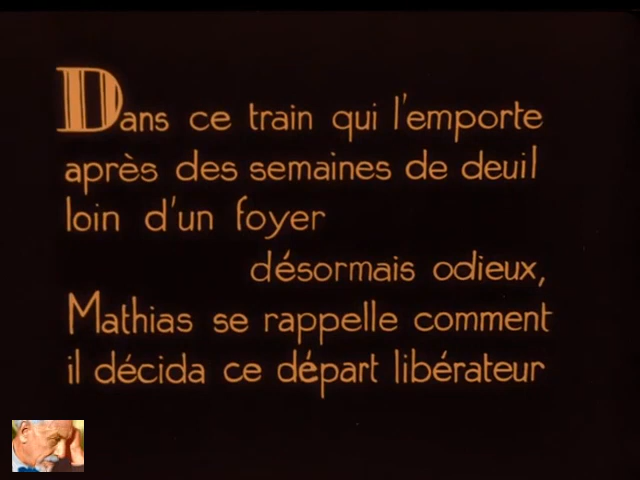 Dans ce train qui l'emporte
après des semaines de deuil
loin d'un foyer
désormais odieux,
Mathias se rappelle comment
il décida ce départ libérateur